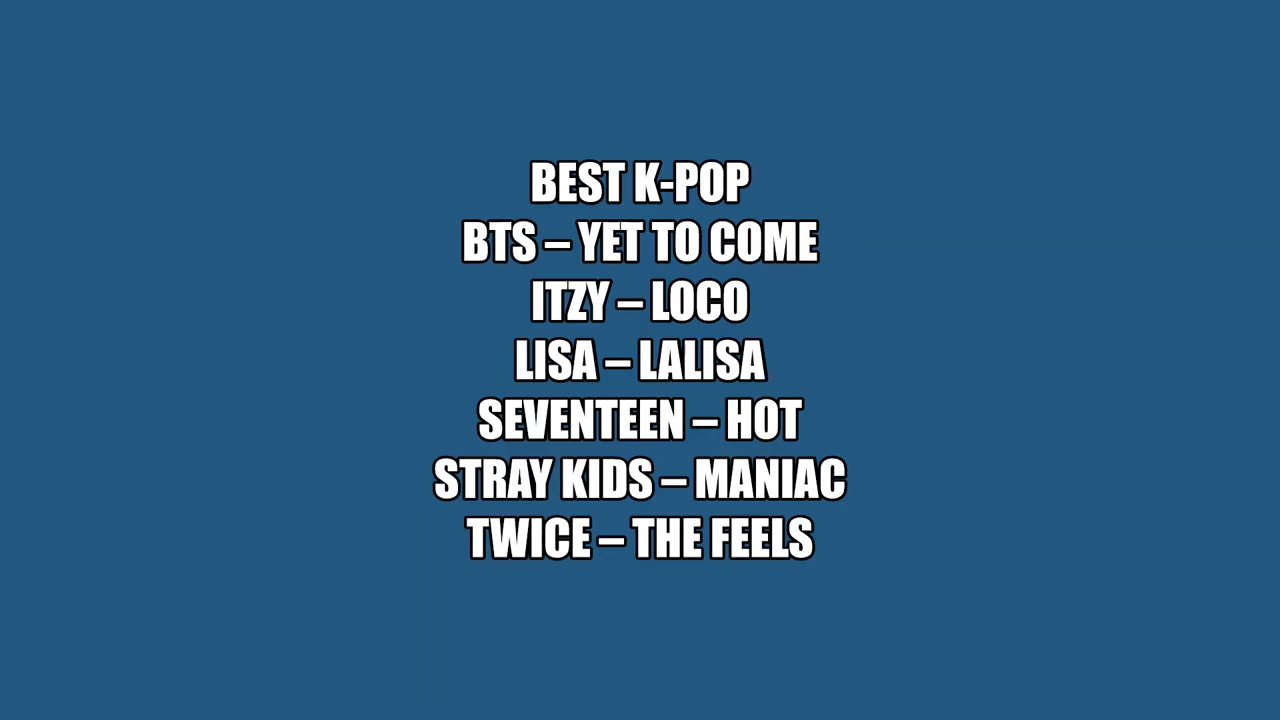 BEST K-POP
BTS – YET TO COME
ITZY – LOCO
LISA – LALISA
SEVENTEEN – HOT
STRAY KIDS – MANIAC
TWICE – THE FEELS